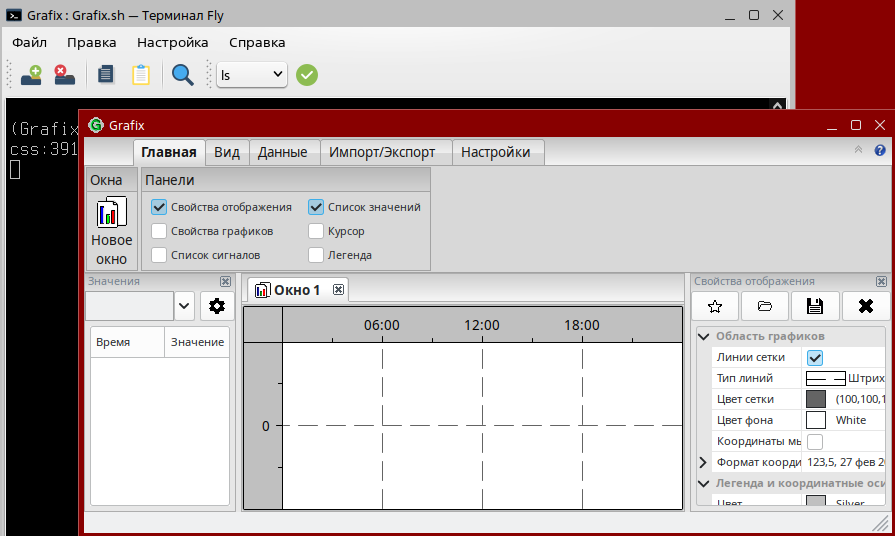 Grafix : Grafix.sh — Терминал Fly
Файл Правка Настройка Справка
ls
(Grafix
css:391
Grafix
Главная Вид Данные Импорт/Экспорт Настройки
Окна
Новое
окно
Панели
Свойства отображения Список значений
Свойства графиков Курсор
Список сигналов Легенда
Значения
Время Значение
Окно 1
06:00 12:00 18:00
0
Свойства отображения
Область графиков
Линии сетки
Тип линий Штрих
Цвет сетки (100,100,1
Цвет фона White
Координаты мы
Формат коорди 123,5, 27 фев 2
Легенда и координатные оси
Цвет Silver